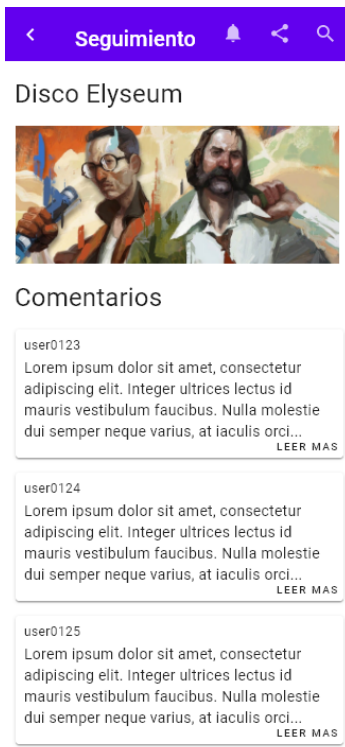 Seguimiento
Disco Elyseum
Comentarios
user0123
Lorem ipsum dolor sit amet, consectetur
adipiscing elit. Integer ultrices lectus id
mauris vestibulum faucibus. Nulla molestie
dui semper neque varius, at iaculis orci...
LEER MAS
user0124
Lorem ipsum dolor sit amet, consectetur
adipiscing elit. Integer ultrices lectus id
mauris vestibulum faucibus. Nulla molestie
dui semper neque varius, at iaculis orci...
LEER MAS
user0125
Lorem ipsum dolor sit amet, consectetur
adipiscing elit. Integer ultrices lectus id
mauris vestibulum faucibus. Nulla molestie
dui semper neque varius, at iaculis orci...
LEER MAS